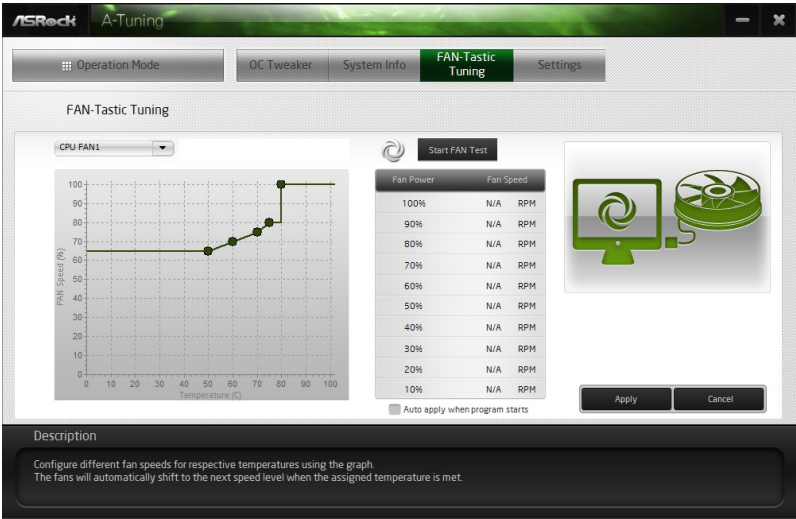 ASRock A-Tuning
Operation Mode
OC Tweaker
System Info
FAN-Tastic
Tuning
Settings
FAN-Tastic Tuning
CPU FAN1
Start FAN Test
FAN Speed (%)
100
90
80
70
60
50
40
30
20
10
0
0 10 20 30 40 50 60 70 80 90 100
Temperature (C)
Fan Power Fan Speed
100% N/A RPM
90% N/A RPM
80% N/A RPM
70% N/A RPM
60% N/A RPM
50% N/A RPM
40% N/A RPM
30% N/A RPM
20% N/A RPM
10% N/A RPM
Auto apply when program starts
Apply
Cancel
Description
Configure different fan speeds for respective temperatures using the graph.
The fans will automatically shift to the next speed level when the assigned temperature is met.